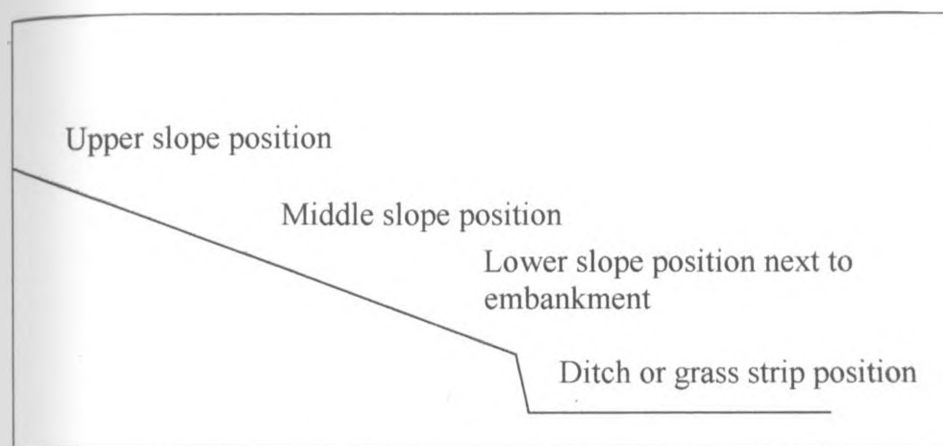 Upper slope position
Middle slope position
Lower slope position next to
embankment
Ditch or grass strip position